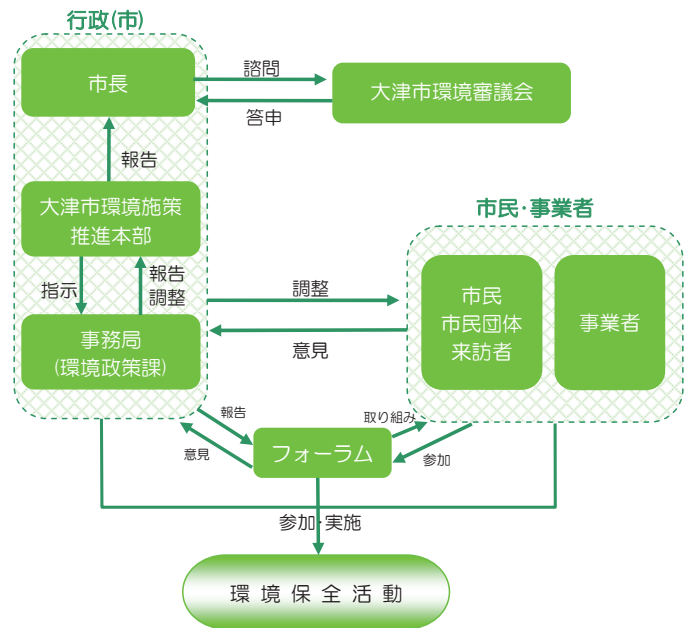 行政(市)
市長
諮問
答申
大津市環境審議会
報告
大津市環境施策
推進本部
指示
報告
調整
事務局
(環境政策課)
市民・事業者
調整
意見
市民
市民団体
来訪者
事業者
報告
意見
フォーラム
取り組み
参加
参加・実施
環境保全活動